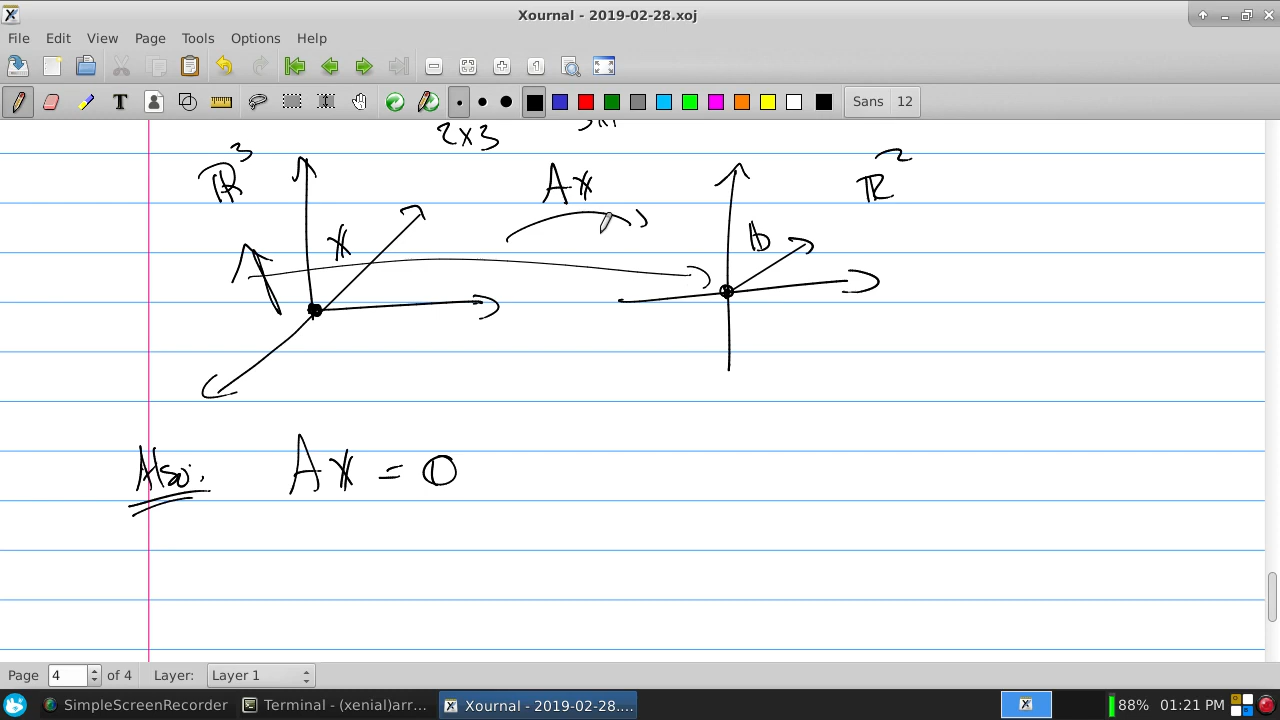 Xournal - 2019-02-28.xoj
File Edit View Page Tools Options Help
Sans 12
2x3
ℝ³ Ax ℝ²
x b
Also: Ax = 0
Page 4 of 4 Layer: Layer 1
SimpleScreenRecorder Terminal - (xenial)arr... Xournal - 2019-02-28.... 88% 01:21 PM